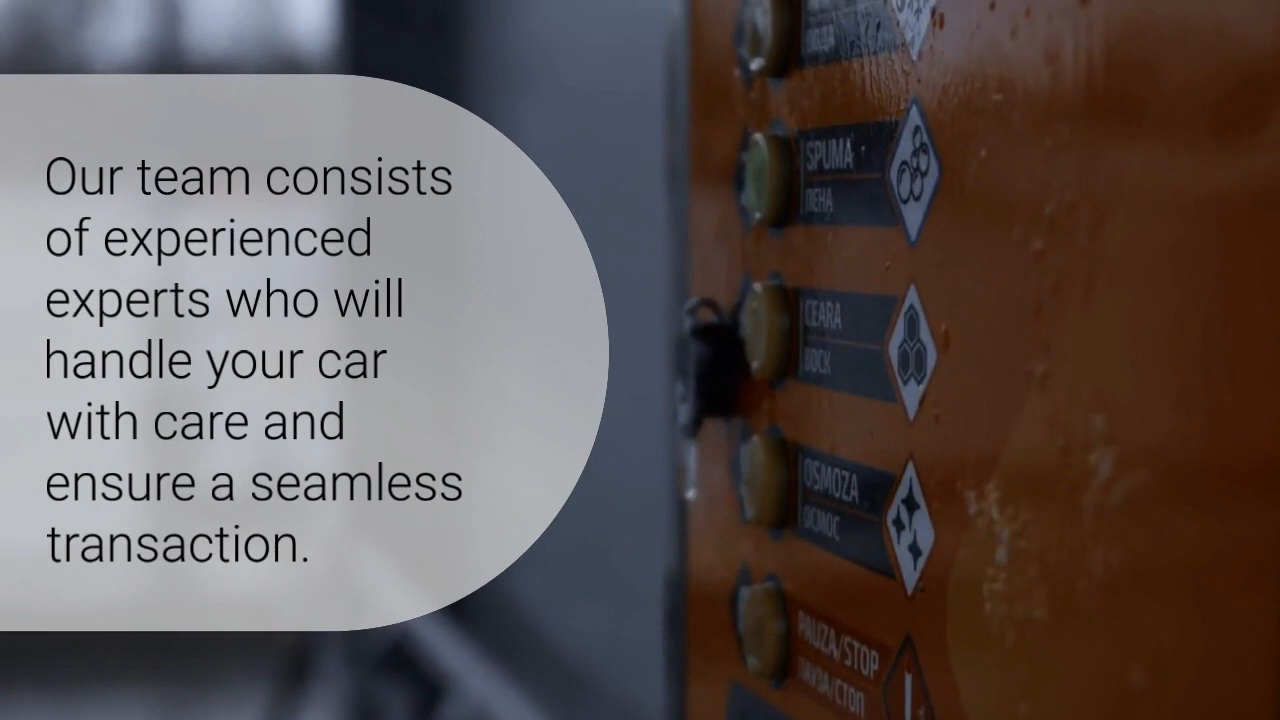 Our team consists
of experienced
experts who will
handle your car
with care and
ensure a seamless
transaction.
SPUMA
ПЕНА
CEARA
ВОСК
OSMOZA
ОСМОС
PAUZA/STOP
ПАУЗА/СТОП